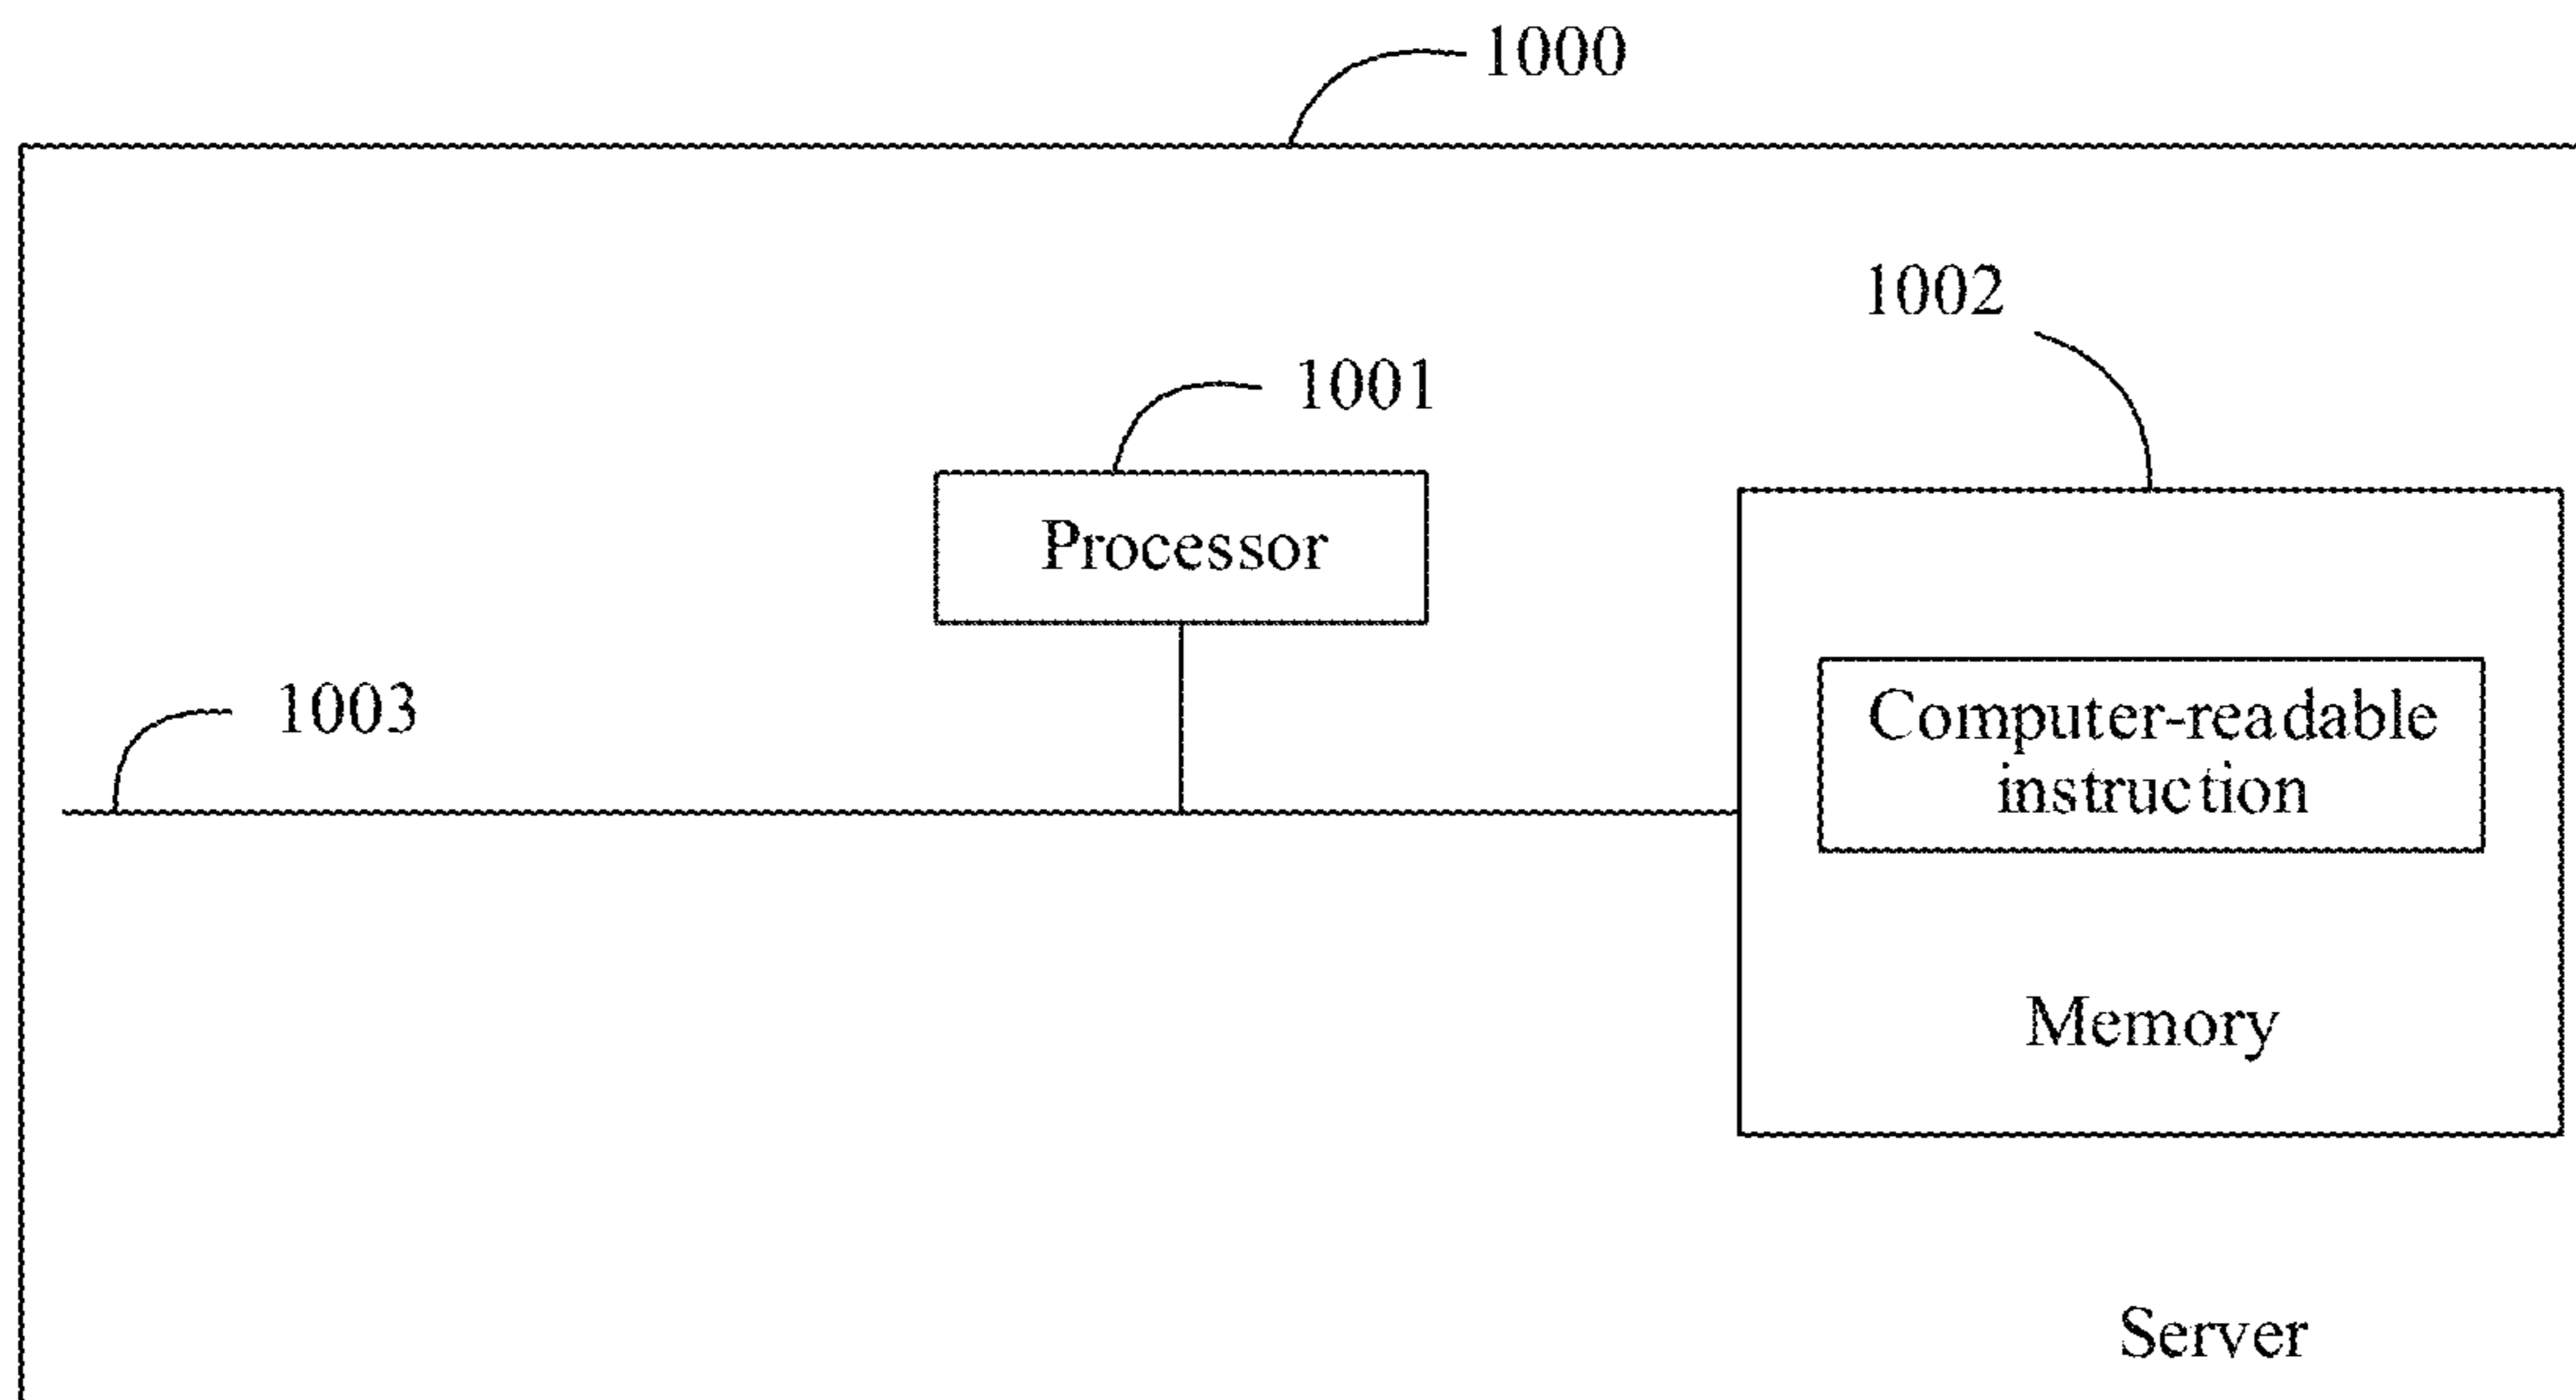 1000
1002
1001
Processor
1003
Computer-readable
instruction
Memory
Server